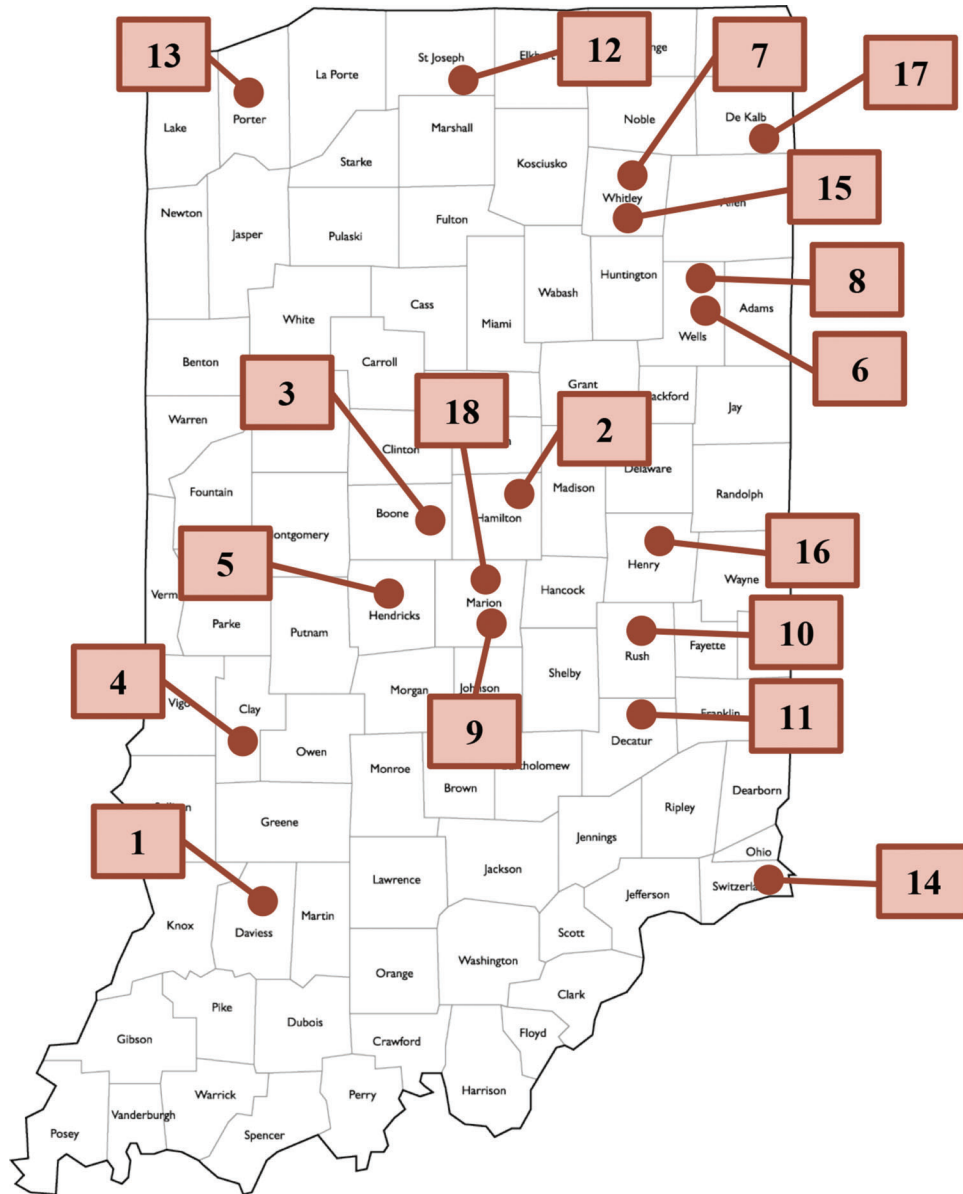 13
12
7
17
St Joseph
La Porte
Porter
Lake
Noble
De Kalb
Marshall
Starke
Kosciusko
Whitley
15
Newton
Fulton
Jasper
Pulaski
Huntington
8
Wabash
Cass
Adams
White
Miami
Wells
Carroll
Benton
6
3
18
2
Grant
Jay
Warren
Clinton
Delaware
Madison
Fountain
Randolph
Boone
Hamilton
5
16
Henry
Hancock
Wayne
Marion
Hendricks
Parke
Putnam
10
Rush
Fayette
4
Shelby
Morgan
Johnson
Clay
9
11
Franklin
Decatur
Owen
Monroe
Brown
Dearborn
Ripley
Greene
1
Jennings
Ohio
Jackson
Lawrence
14
Jefferson
Martin
Knox
Daviess
Scott
Washington
Orange
Clark
Pike
Dubois
Floyd
Gibson
Crawford
Harrison
Warrick
Perry
Vanderburgh
Posey
Spencer